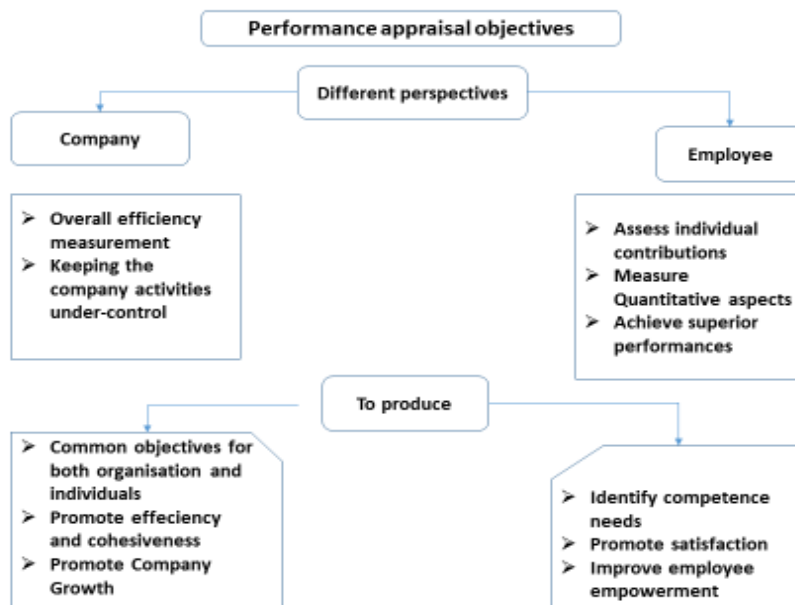 Performance appraisal objectives
Different perspectives
Company
Employee
➢ Overall efficiency
measurement
➢ Keeping the
company activities
under-control
➢ Assess individual
contributions
➢ Measure
Quantitative aspects
➢ Achieve superior
performances
To produce
➢ Common objectives for
both organisation and
individuals
➢ Promote effeciency
and cohesiveness
➢ Promote Company
Growth
➢ Identify competence
needs
➢ Promote satisfaction
➢ Improve employee
empowerment